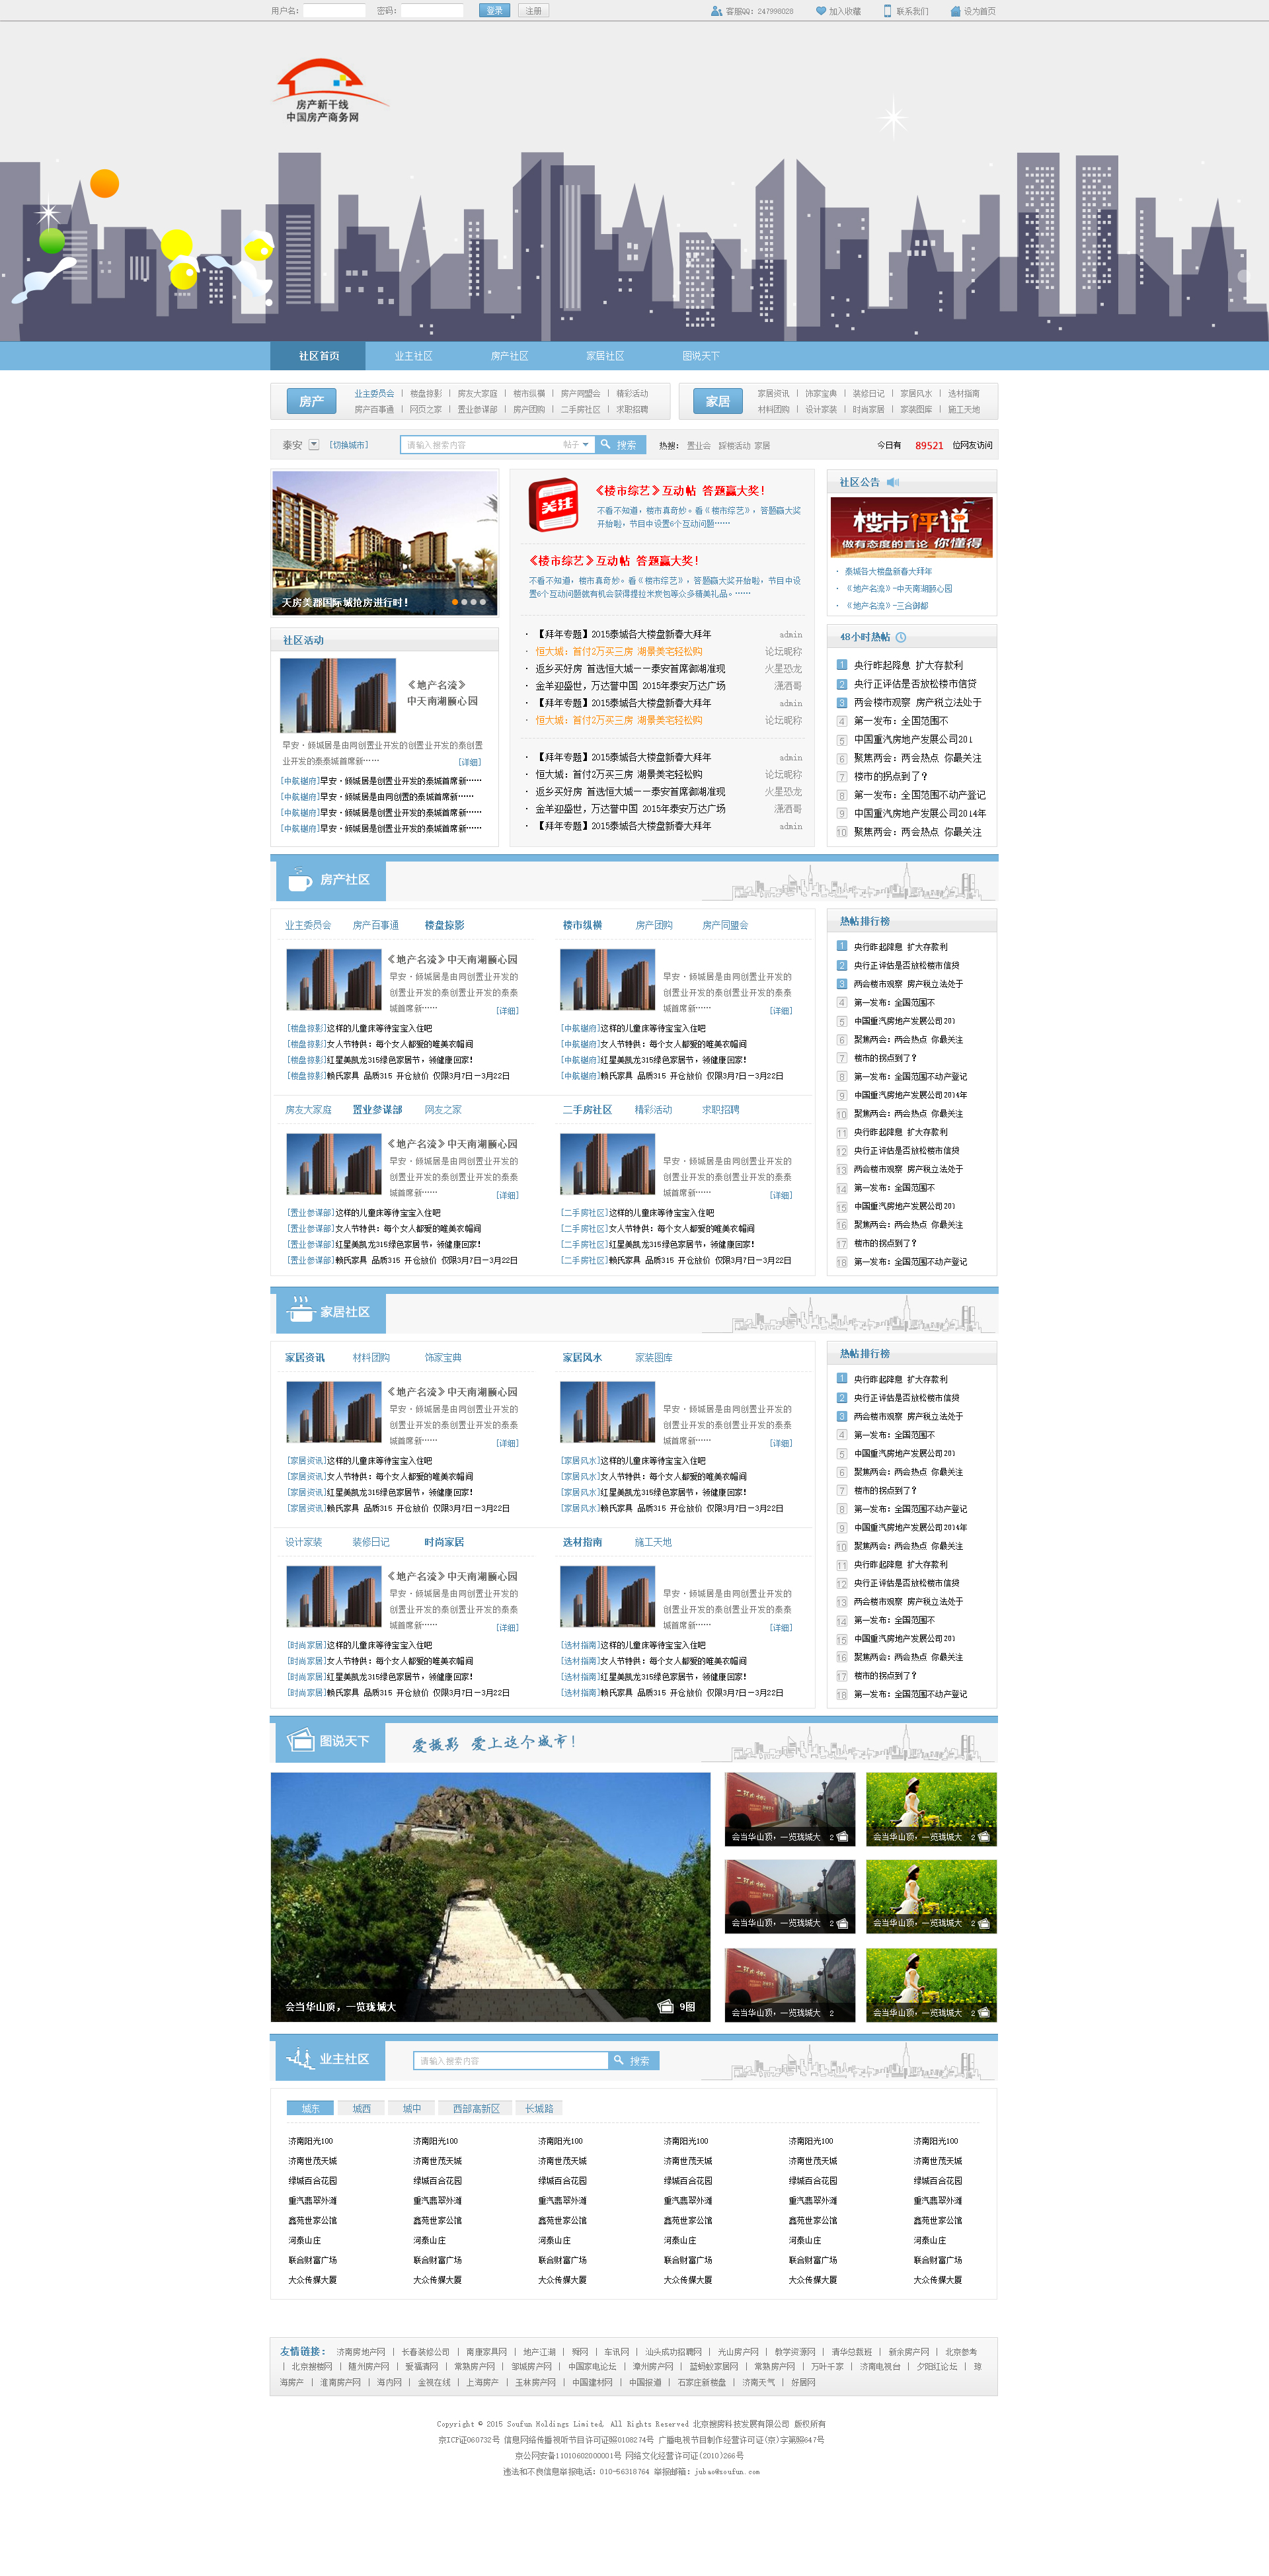 用户名: 密码: 登录 注册 客服QQ: 247998028 加入收藏 联系我们 设为首页
房产新干线
中国房产商务网
社区首页 业主社区 房产社区 家居社区 图说天下
房产 业主委员会 | 楼盘掠影 | 房友大家庭 | 楼市纵横 | 房产同盟会 | 精彩活动
房产百事通 | 网页之家 | 置业参谋部 | 房产团购 | 二手房社区 | 求职招聘
家居 家居资讯 | 饰家宝典 | 装修日记 | 家居风水 | 选材指南
材料团购 | 设计家装 | 时尚家居 | 家装图库 | 施工天地
泰安 [切换城市] 请输入搜索内容 帖子 搜索 热搜: 置业会 踩楼活动 家居 今日有 89521 位网友访问
天房美郡国际城抢房进行时!
社区活动
《地产名流》
中天南湖颐心园
早安·倾城居是由同创置业开发的创置业开发的秦创置
业开发的秦秦城首席新…… [详细]
[中航樾府]早安·倾城居是创置业开发的秦城首席新……
[中航樾府]早安·倾城居是由同创置的秦城首席新……
[中航樾府]早安·倾城居是创置业开发的秦城首席新……
[中航樾府]早安·倾城居是创置业开发的秦城首席新……
关注
《楼市综艺》互动帖 答题赢大奖!
不看不知道, 楼市真奇妙。看《楼市综艺》, 答题赢大奖
开始啦, 节目中设置6个互动问题……
《楼市综艺》互动帖 答题赢大奖!
不看不知道, 楼市真奇妙。看《楼市综艺》, 答题赢大奖开始啦, 节目中设
置6个互动问题就有机会获得提拉米炭包等众多精美礼品。……
· 【拜年专题】2015泰城各大楼盘新春大拜年 admin
· 恒大城: 首付2万买三房 湖景美宅轻松购 论坛昵称
· 返乡买好房 首选恒大城——泰安首席御湖准现 火星恐龙
· 金羊迎盛世, 万达誉中国 2015年泰安万达广场 潇洒哥
· 【拜年专题】2015泰城各大楼盘新春大拜年 admin
· 恒大城: 首付2万买三房 湖景美宅轻松购 论坛昵称
· 【拜年专题】2015泰城各大楼盘新春大拜年 admin
· 恒大城: 首付2万买三房 湖景美宅轻松购 论坛昵称
· 返乡买好房 首选恒大城——泰安首席御湖准现 火星恐龙
· 金羊迎盛世, 万达誉中国 2015年泰安万达广场 潇洒哥
· 【拜年专题】2015泰城各大楼盘新春大拜年 admin
社区公告
楼市评说
做有态度的言论 你懂得
· 泰城各大楼盘新春大拜年
· 《地产名流》-中天南湖颐心园
· 《地产名流》-三合御都
48小时热帖
1 央行昨起降息 扩大存款利
2 央行正评估是否放松楼市信贷
3 两会楼市观察 房产税立法处于
4 第一发布: 全国范围不
5 中国重汽房地产发展公司201
6 聚焦两会: 两会热点 你最关注
7 楼市的拐点到了?
8 第一发布: 全国范围不动产登记
9 中国重汽房地产发展公司2014年
10 聚焦两会: 两会热点 你最关注
房产社区
业主委员会 房产百事通 楼盘掠影
《地产名流》中天南湖颐心园
早安·倾城居是由同创置业开发的
创置业开发的秦创置业开发的秦秦
城首席新…… [详细]
[楼盘掠影]这样的儿童床等待宝宝入住吧
[楼盘掠影]女人节特供: 每个女人都爱的唯美衣帽间
[楼盘掠影]红星美凯龙315绿色家居节, 领健康回家!
[楼盘掠影]赖氏家具 品质315 开仓放价 仅限3月7日—3月22日
楼市纵横 房产团购 房产同盟会
早安·倾城居是由同创置业开发的
创置业开发的秦创置业开发的秦秦
城首席新…… [详细]
[中航樾府]这样的儿童床等待宝宝入住吧
[中航樾府]女人节特供: 每个女人都爱的唯美衣帽间
[中航樾府]红星美凯龙315绿色家居节, 领健康回家!
[中航樾府]赖氏家具 品质315 开仓放价 仅限3月7日—3月22日
房友大家庭 置业参谋部 网友之家
《地产名流》中天南湖颐心园
早安·倾城居是由同创置业开发的
创置业开发的秦创置业开发的秦秦
城首席新…… [详细]
[置业参谋部]这样的儿童床等待宝宝入住吧
[置业参谋部]女人节特供: 每个女人都爱的唯美衣帽间
[置业参谋部]红星美凯龙315绿色家居节, 领健康回家!
[置业参谋部]赖氏家具 品质315 开仓放价 仅限3月7日—3月22日
二手房社区 精彩活动 求职招聘
早安·倾城居是由同创置业开发的
创置业开发的秦创置业开发的秦秦
城首席新…… [详细]
[二手房社区]这样的儿童床等待宝宝入住吧
[二手房社区]女人节特供: 每个女人都爱的唯美衣帽间
[二手房社区]红星美凯龙315绿色家居节, 领健康回家!
[二手房社区]赖氏家具 品质315 开仓放价 仅限3月7日—3月22日
热帖排行榜
1 央行昨起降息 扩大存款利
2 央行正评估是否放松楼市信贷
3 两会楼市观察 房产税立法处于
4 第一发布: 全国范围不
5 中国重汽房地产发展公司201
6 聚焦两会: 两会热点 你最关注
7 楼市的拐点到了?
8 第一发布: 全国范围不动产登记
9 中国重汽房地产发展公司2014年
10 聚焦两会: 两会热点 你最关注
11 央行昨起降息 扩大存款利
12 央行正评估是否放松楼市信贷
13 两会楼市观察 房产税立法处于
14 第一发布: 全国范围不
15 中国重汽房地产发展公司201
16 聚焦两会: 两会热点 你最关注
17 楼市的拐点到了?
18 第一发布: 全国范围不动产登记
家居社区
家居资讯 材料团购 饰家宝典
《地产名流》中天南湖颐心园
早安·倾城居是由同创置业开发的
创置业开发的秦创置业开发的秦秦
城首席新…… [详细]
[家居资讯]这样的儿童床等待宝宝入住吧
[家居资讯]女人节特供: 每个女人都爱的唯美衣帽间
[家居资讯]红星美凯龙315绿色家居节, 领健康回家!
[家居资讯]赖氏家具 品质315 开仓放价 仅限3月7日—3月22日
家居风水 家装图库
早安·倾城居是由同创置业开发的
创置业开发的秦创置业开发的秦秦
城首席新…… [详细]
[家居风水]这样的儿童床等待宝宝入住吧
[家居风水]女人节特供: 每个女人都爱的唯美衣帽间
[家居风水]红星美凯龙315绿色家居节, 领健康回家!
[家居风水]赖氏家具 品质315 开仓放价 仅限3月7日—3月22日
设计家装 装修日记 时尚家居
《地产名流》中天南湖颐心园
早安·倾城居是由同创置业开发的
创置业开发的秦创置业开发的秦秦
城首席新…… [详细]
[时尚家居]这样的儿童床等待宝宝入住吧
[时尚家居]女人节特供: 每个女人都爱的唯美衣帽间
[时尚家居]红星美凯龙315绿色家居节, 领健康回家!
[时尚家居]赖氏家具 品质315 开仓放价 仅限3月7日—3月22日
选材指南 施工天地
早安·倾城居是由同创置业开发的
创置业开发的秦创置业开发的秦秦
城首席新…… [详细]
[选材指南]这样的儿童床等待宝宝入住吧
[选材指南]女人节特供: 每个女人都爱的唯美衣帽间
[选材指南]红星美凯龙315绿色家居节, 领健康回家!
[选材指南]赖氏家具 品质315 开仓放价 仅限3月7日—3月22日
热帖排行榜
1 央行昨起降息 扩大存款利
2 央行正评估是否放松楼市信贷
3 两会楼市观察 房产税立法处于
4 第一发布: 全国范围不
5 中国重汽房地产发展公司201
6 聚焦两会: 两会热点 你最关注
7 楼市的拐点到了?
8 第一发布: 全国范围不动产登记
9 中国重汽房地产发展公司2014年
10 聚焦两会: 两会热点 你最关注
11 央行昨起降息 扩大存款利
12 央行正评估是否放松楼市信贷
13 两会楼市观察 房产税立法处于
14 第一发布: 全国范围不
15 中国重汽房地产发展公司201
16 聚焦两会: 两会热点 你最关注
17 楼市的拐点到了?
18 第一发布: 全国范围不动产登记
图说天下 爱摄影 爱上这个城市!
会当华山顶, 一览珑城大 9图
会当华山顶, 一览珑城大 2
会当华山顶, 一览珑城大 2
会当华山顶, 一览珑城大 2
会当华山顶, 一览珑城大 2
会当华山顶, 一览珑城大 2
会当华山顶, 一览珑城大 2
业主社区 请输入搜索内容 搜索
城东 城西 城中 西部高新区 长城路
济南阳光100 济南阳光100 济南阳光100 济南阳光100 济南阳光100 济南阳光100
济南世茂天城 济南世茂天城 济南世茂天城 济南世茂天城 济南世茂天城 济南世茂天城
绿城百合花园 绿城百合花园 绿城百合花园 绿城百合花园 绿城百合花园 绿城百合花园
重汽翡翠外滩 重汽翡翠外滩 重汽翡翠外滩 重汽翡翠外滩 重汽翡翠外滩 重汽翡翠外滩
鑫苑世家公馆 鑫苑世家公馆 鑫苑世家公馆 鑫苑世家公馆 鑫苑世家公馆 鑫苑世家公馆
河泰山庄 河泰山庄 河泰山庄 河泰山庄 河泰山庄 河泰山庄
联合财富广场 联合财富广场 联合财富广场 联合财富广场 联合财富广场 联合财富广场
大众传媒大厦 大众传媒大厦 大众传媒大厦 大众传媒大厦 大众传媒大厦 大众传媒大厦
友情链接: 济南房地产网 | 长春装修公司 | 南康家具网 | 地产江湖 | 舜网 | 车讯网 | 汕头成功招聘网 | 光山房产网 | 教学资源网 | 清华总裁班 | 新余房产网 | 北京参考
| 北京搜楼网 | 随州房产网 | 爱福清网 | 常熟房产网 | 邹城房产网 | 中国家电论坛 | 漳州房产网 | 蓝蚂蚁家居网 | 常熟房产网 | 万叶千家 | 济南电视台 | 夕阳红论坛 | 琼
海房产 | 淮南房产网 | 海内网 | 金视在线 | 上海房产 | 玉林房产网 | 中国建材网 | 中国报道 | 石家庄新楼盘 | 济南天气 | 好居网
Copyright © 2015 Soufun Holdings Limited, All Rights Reserved 北京搜房科技发展有限公司 版权所有
京ICP证060732号 信息网络传播视听节目许可证照0108274号 广播电视节目制作经营许可证(京)字第照647号
京公网安备11010602000001号 网络文化经营许可证(2010)266号
违法和不良信息举报电话: 010-56318764 举报邮箱: jubao@soufun.com